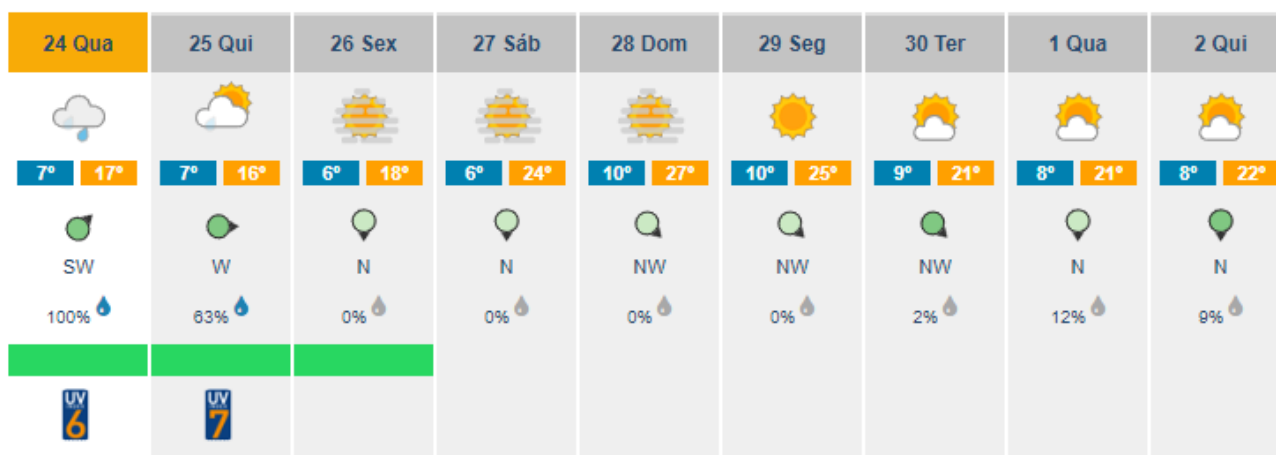 24 Qua 25 Qui 26 Sex 27 Sáb 28 Dom 29 Seg 30 Ter 1 Qua 2 Qui
7º 17º 7º 16º 6º 18º 6º 24º 10º 27º 10º 25º 9º 21º 8º 21º 8º 22º
SW W N N NW NW NW N N
100% 63% 0% 0% 0% 0% 2% 12% 9%
UV UV
6 7